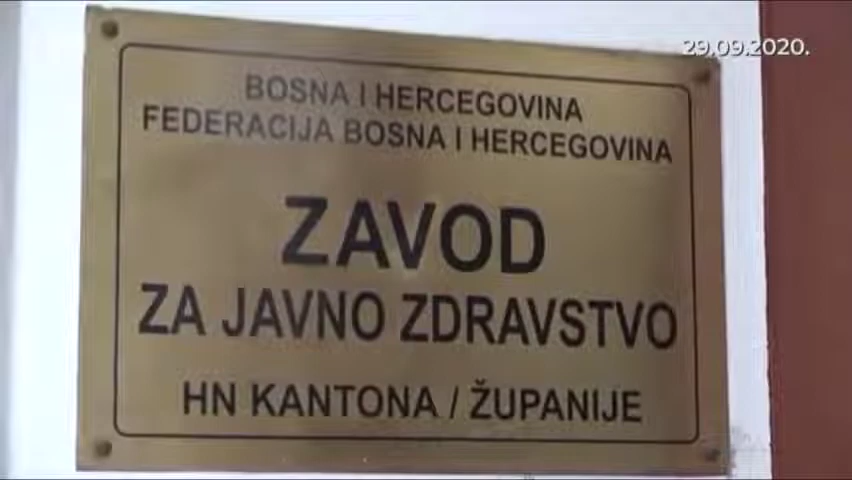 29.09.2020.
BOSNA I HERCEGOVINA
FEDERACIJA BOSNA I HERCEGOVINA
ZAVOD
ZA JAVNO ZDRAVSTVO
HN KANTONA / ŽUPANIJE